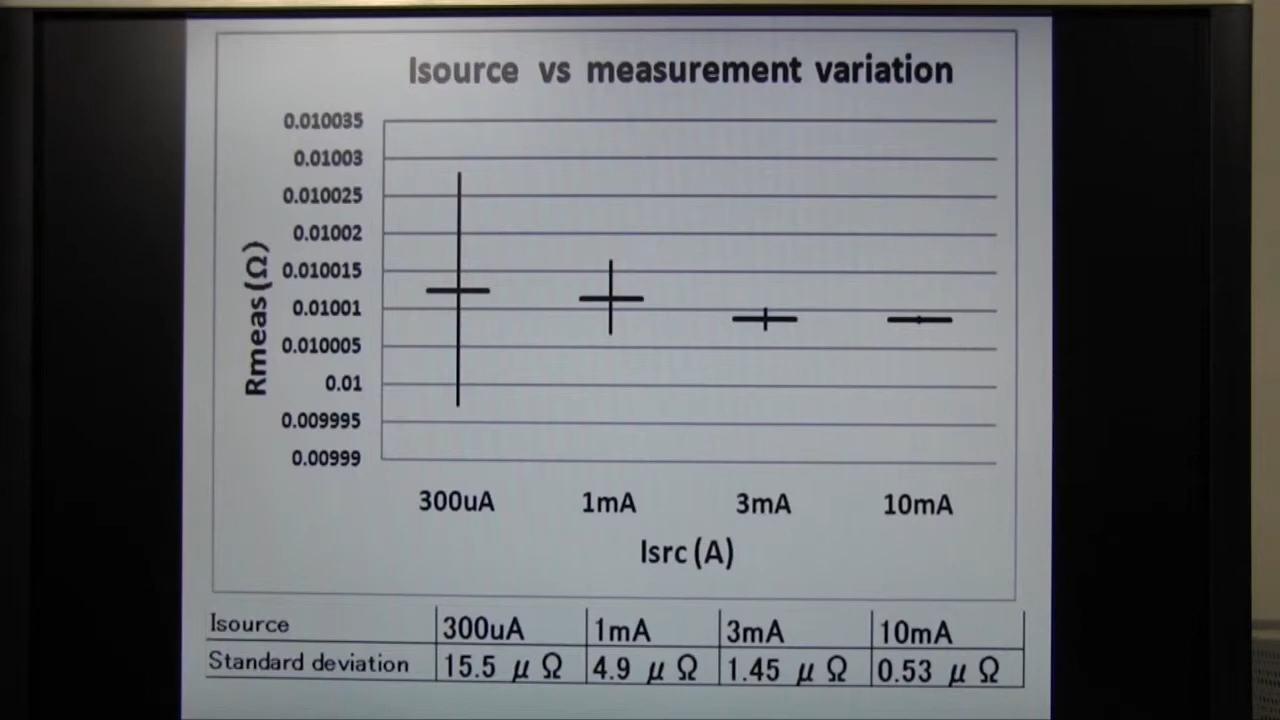 Isource vs measurement variation
0.010035
0.01003
0.010025
0.01002
0.010015
0.01001
0.010005
0.01
0.009995
0.00999
Rmeas(Ω)
300uA 1mA 3mA 10mA
Isrc(A)
Isource 300uA 1mA 3mA 10mA
Standard deviation 15.5 μΩ 4.9 μΩ 1.45 μΩ 0.53 μΩ